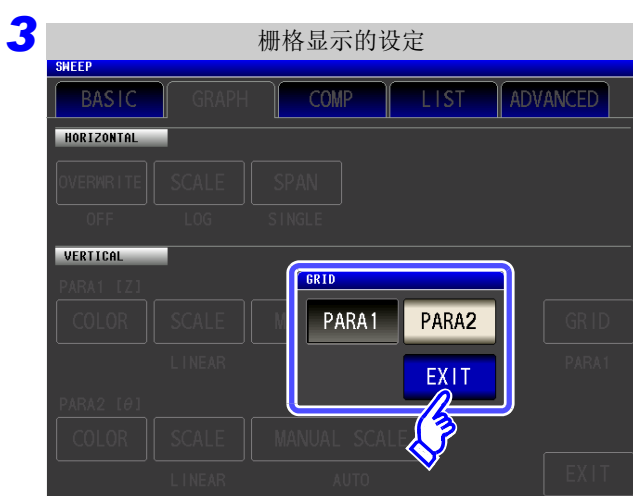 3
栅格显示的设定
SWEEP
BASIC GRAPH COMP LIST ADVANCED
HORIZONTAL
OVERWRITE SCALE SPAN
OFF LOG SINGLE
VERTICAL
GRID
PARA1 [Z]
COLOR SCALE M PARA1 PARA2 GRID
LINEAR EXIT PARA1
PARA2 [θ]
COLOR SCALE MANUAL SCALE
LINEAR AUTO EXIT